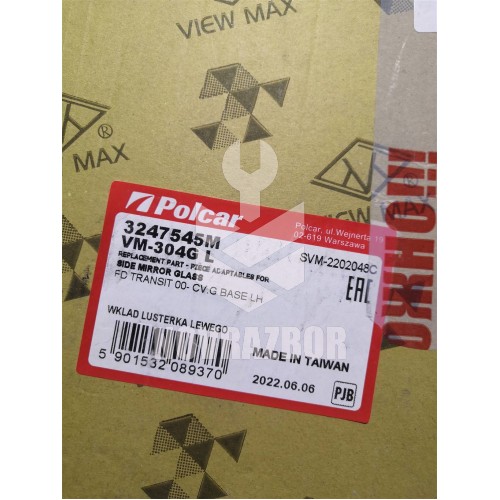 VIEW MAX
VIEW MAX
Polcar
Polcar, ul. Wejnerta 11
02-619 Warszawa
3247545M
VM-304G L
SVM-2202048C
REPLACEMENT PART - PIECE ADAPTABLES FOR
SIDE MIRROR GLASS
FD TRANSIT 00- CV.G BASE LH
EAC
WKLAD LUSTERKA LEWEGO
5 901532 089370
MADE IN TAIWAN
2022.06.06
PJB